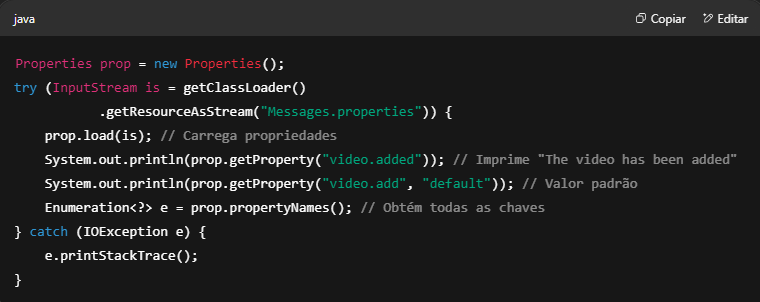 java
Copiar
Editar
Properties prop = new Properties();
try (InputStream is = getClassLoader()
.getResourceAsStream("Messages.properties")) {
prop.load(is); // Carrega propriedades
System.out.println(prop.getProperty("video.added")); // Imprime "The video has been added"
System.out.println(prop.getProperty("video.add", "default")); // Valor padrão
Enumeration<?> e = prop.propertyNames(); // Obtém todas as chaves
} catch (IOException e) {
e.printStackTrace();
}